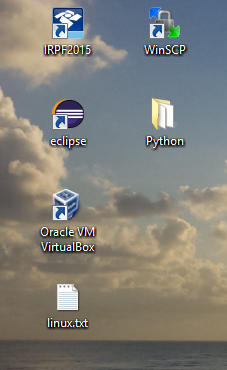 IRPF2015
WinSCP
eclipse
Python
Oracle VM
VirtualBox
linux.txt